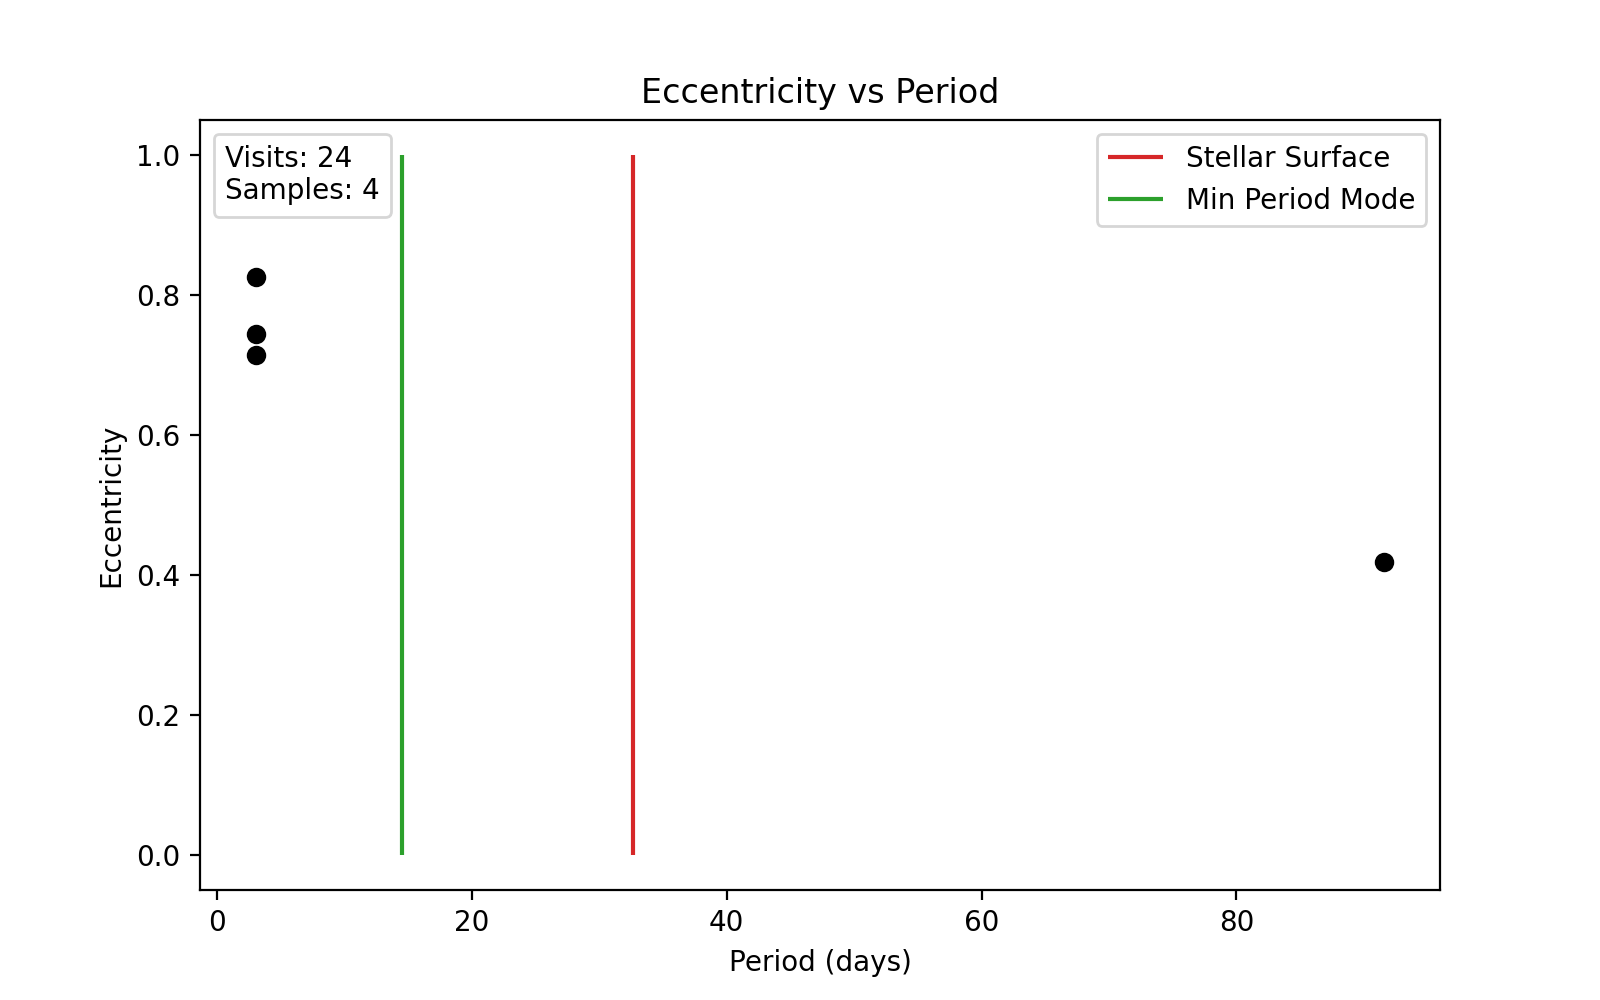 Eccentricity vs Period
Visits: 24
Samples: 4
Stellar Surface
Min Period Mode
1.0
0.8
0.6
0.4
0.2
0.0
Eccentricity
0 20 40 60 80
Period (days)